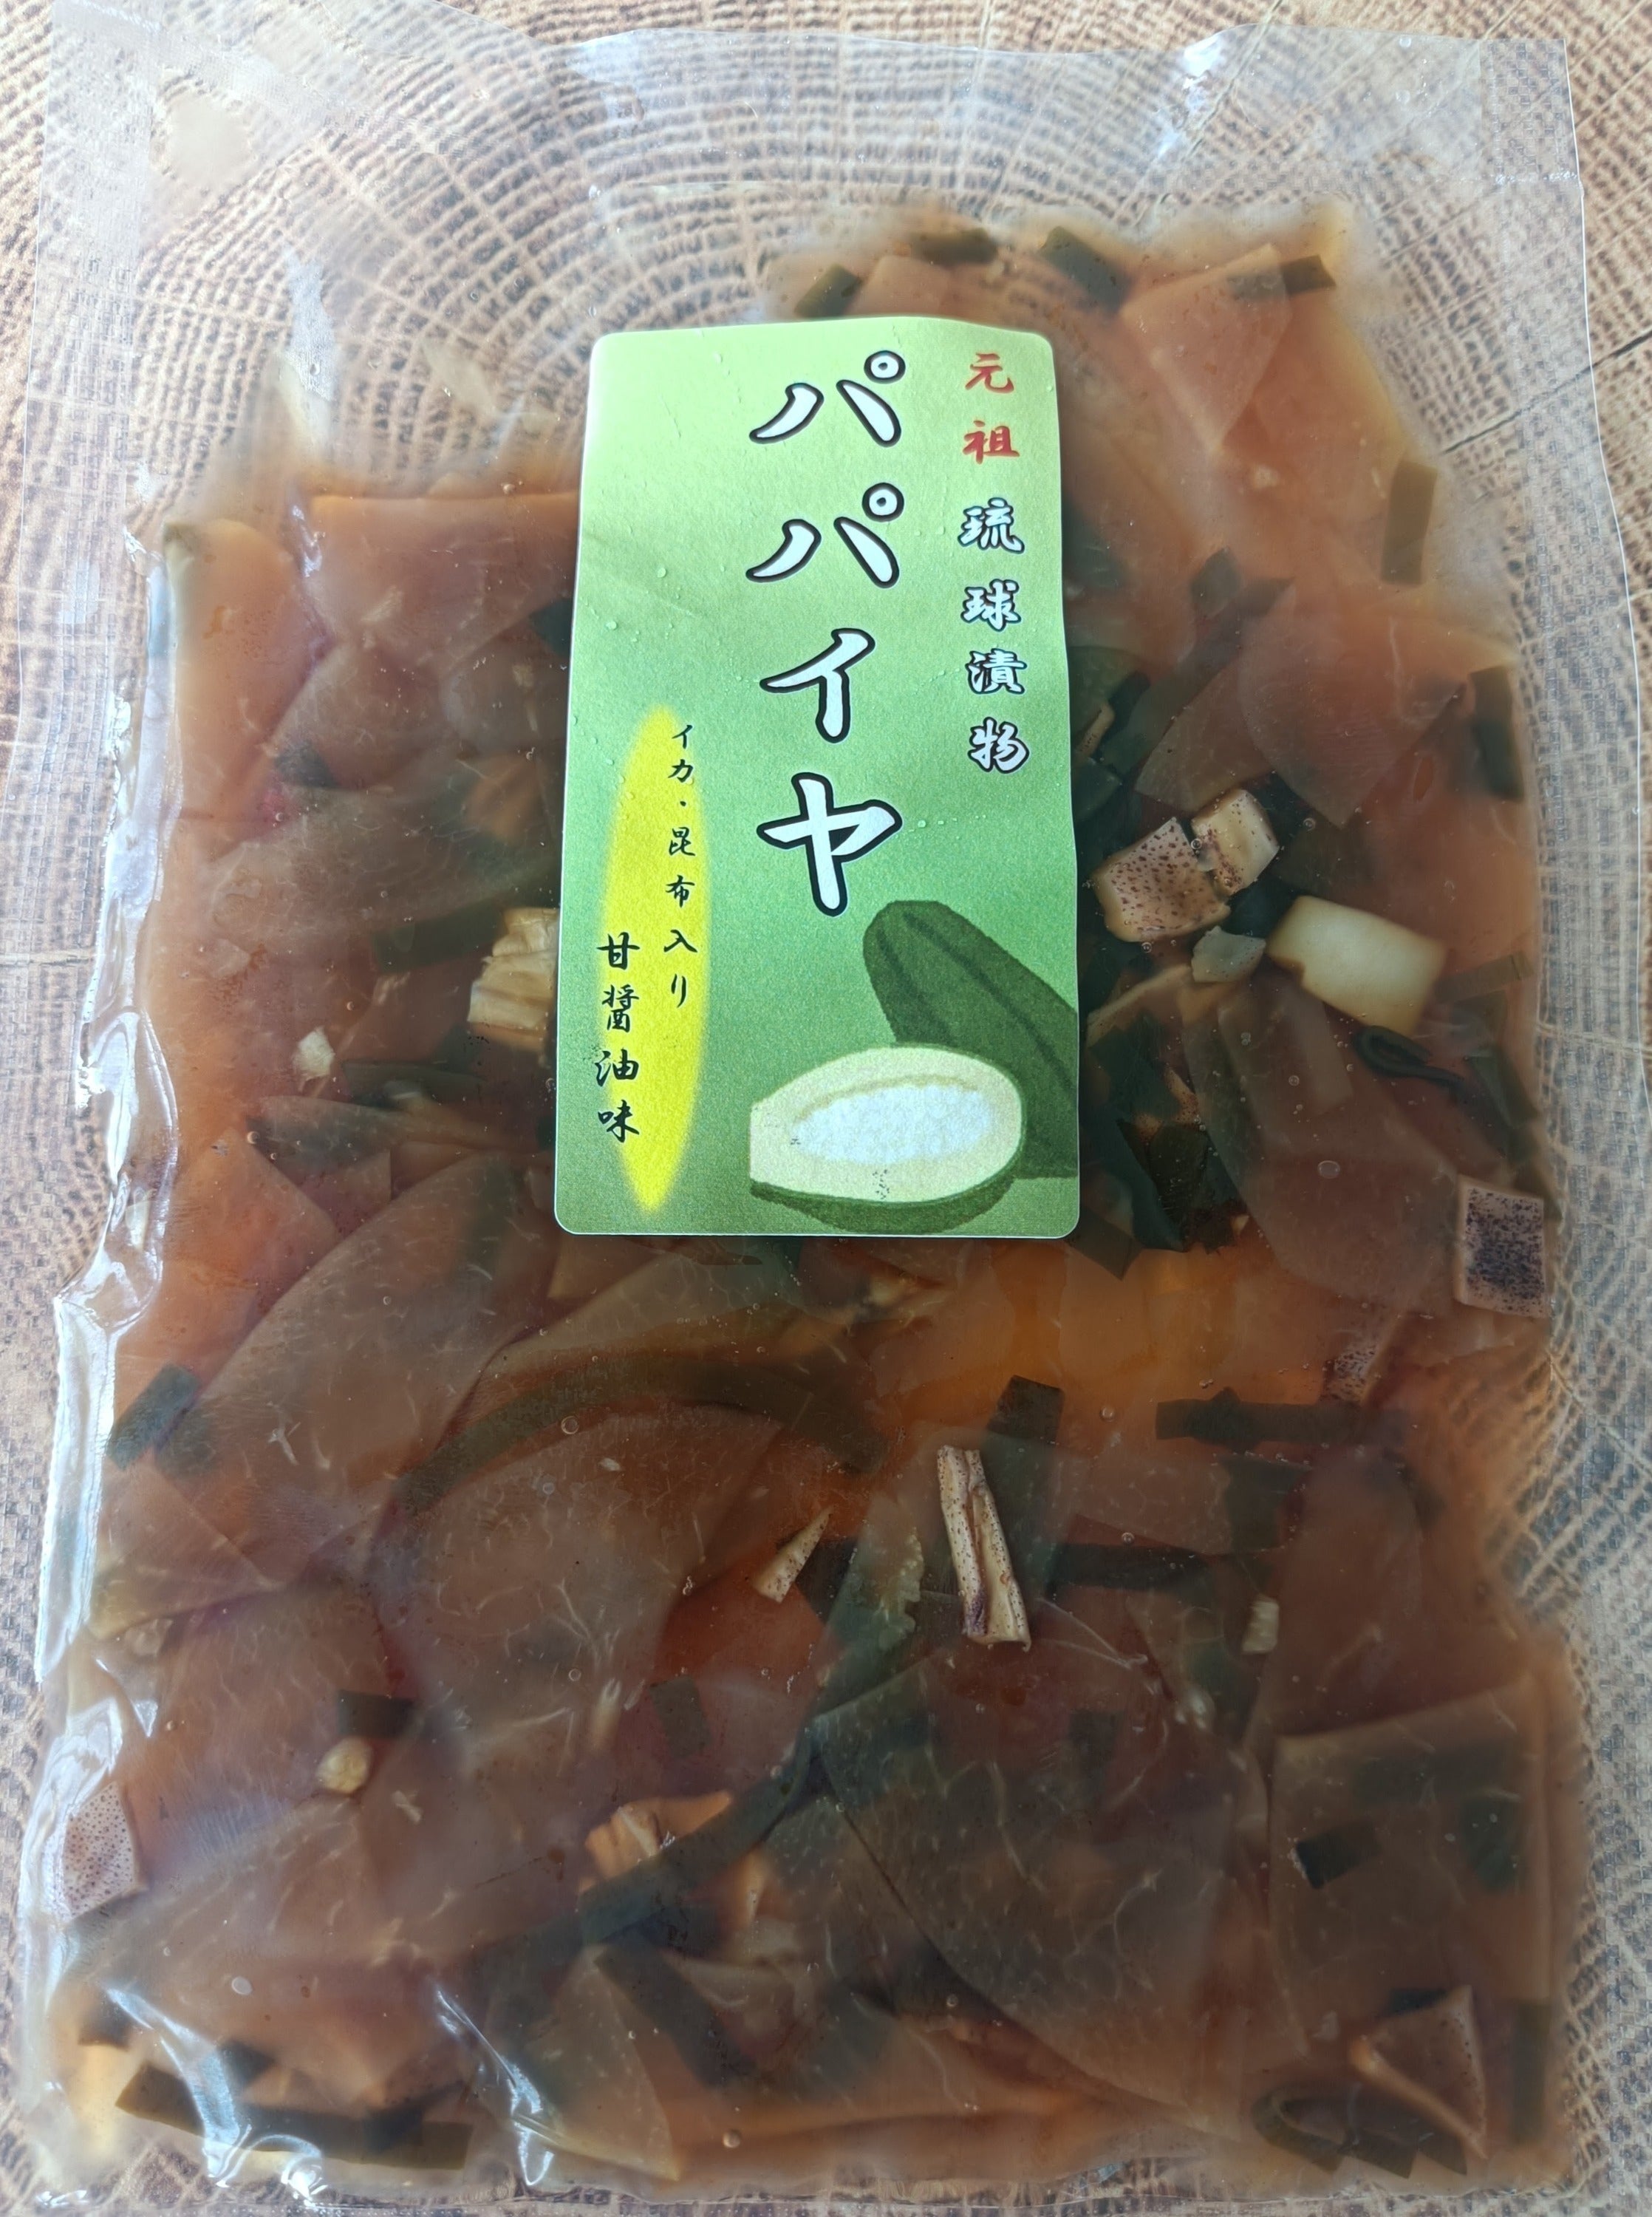 元祖 琉球漬物
パパイヤ
イカ・昆布入り
甘醤油味